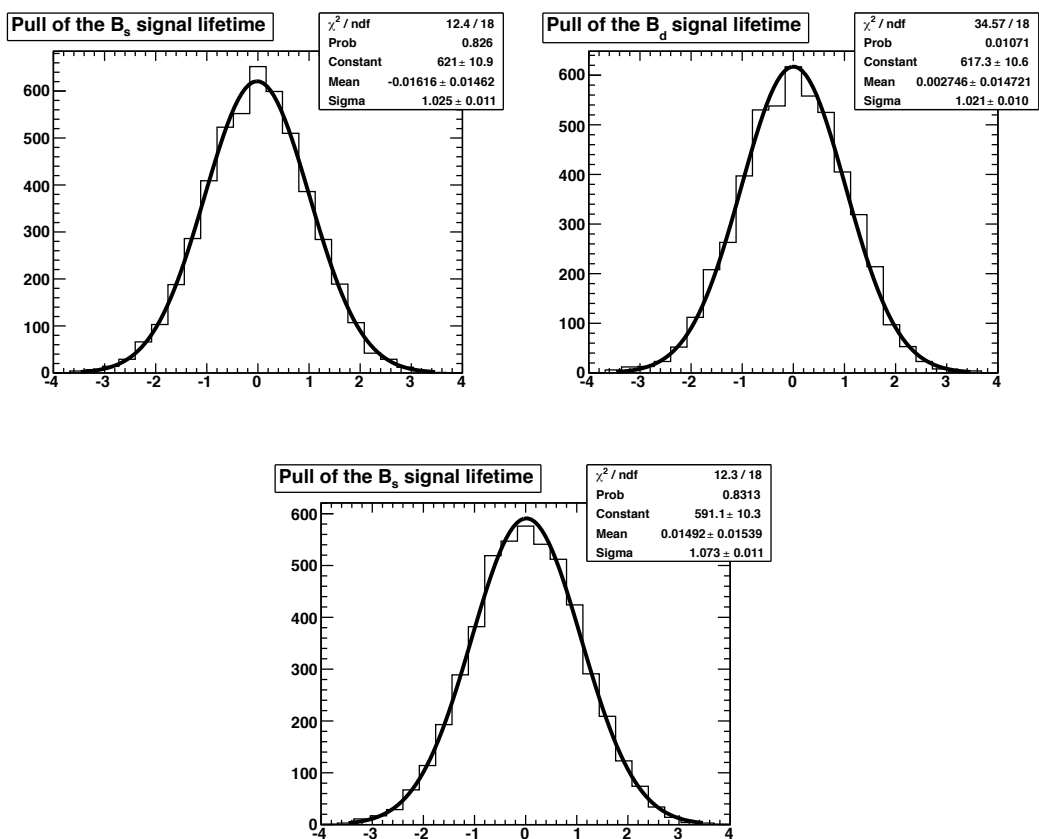 Pull of the Bs signal lifetime
χ2 / ndf 12.4 / 18
Prob 0.826
Constant 621 ± 10.9
Mean -0.01616 ± 0.01462
Sigma 1.025 ± 0.011
600
500
400
300
200
100
0
-4 -3 -2 -1 0 1 2 3 4
Pull of the Bd signal lifetime
χ2 / ndf 34.57 / 18
Prob 0.01071
Constant 617.3 ± 10.6
Mean 0.002746 ± 0.014721
Sigma 1.021 ± 0.010
600
500
400
300
200
100
0
-4 -3 -2 -1 0 1 2 3 4
Pull of the Bs signal lifetime
χ2 / ndf 12.3 / 18
Prob 0.8313
Constant 591.1 ± 10.3
Mean 0.01492 ± 0.01539
Sigma 1.073 ± 0.011
600
500
400
300
200
100
0
-4 -3 -2 -1 0 1 2 3 4